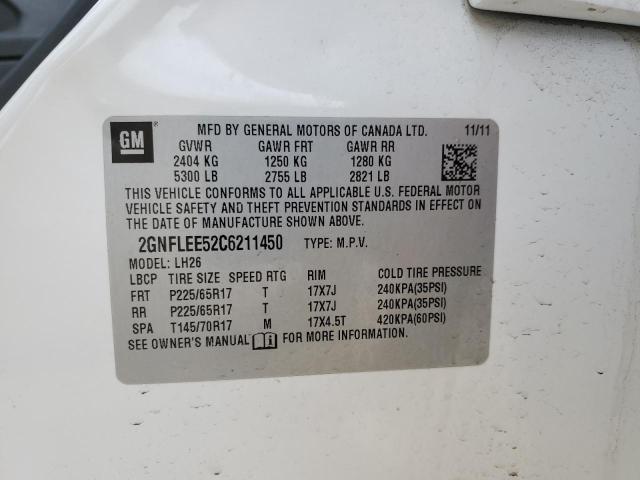 GM ® MFD BY GENERAL MOTORS OF CANADA LTD. 11/11
GVWR GAWR FRT GAWR RR
2404 KG 1250 KG 1280 KG
5300 LB 2755 LB 2821 LB
THIS VEHICLE CONFORMS TO ALL APPLICABLE U.S. FEDERAL MOTOR
VEHICLE SAFETY AND THEFT PREVENTION STANDARDS IN EFFECT ON
THE DATE OF MANUFACTURE SHOWN ABOVE.
2GNFLEE52C6211450 TYPE: M.P.V.
MODEL: LH26
LBCP TIRE SIZE SPEED RTG RIM COLD TIRE PRESSURE
FRT P225/65R17 T 17X7J 240KPA(35PSI)
RR P225/65R17 T 17X7J 240KPA(35PSI)
SPA T145/70R17 M 17X4.5T 420KPA(60PSI)
SEE OWNER'S MANUAL FOR MORE INFORMATION.